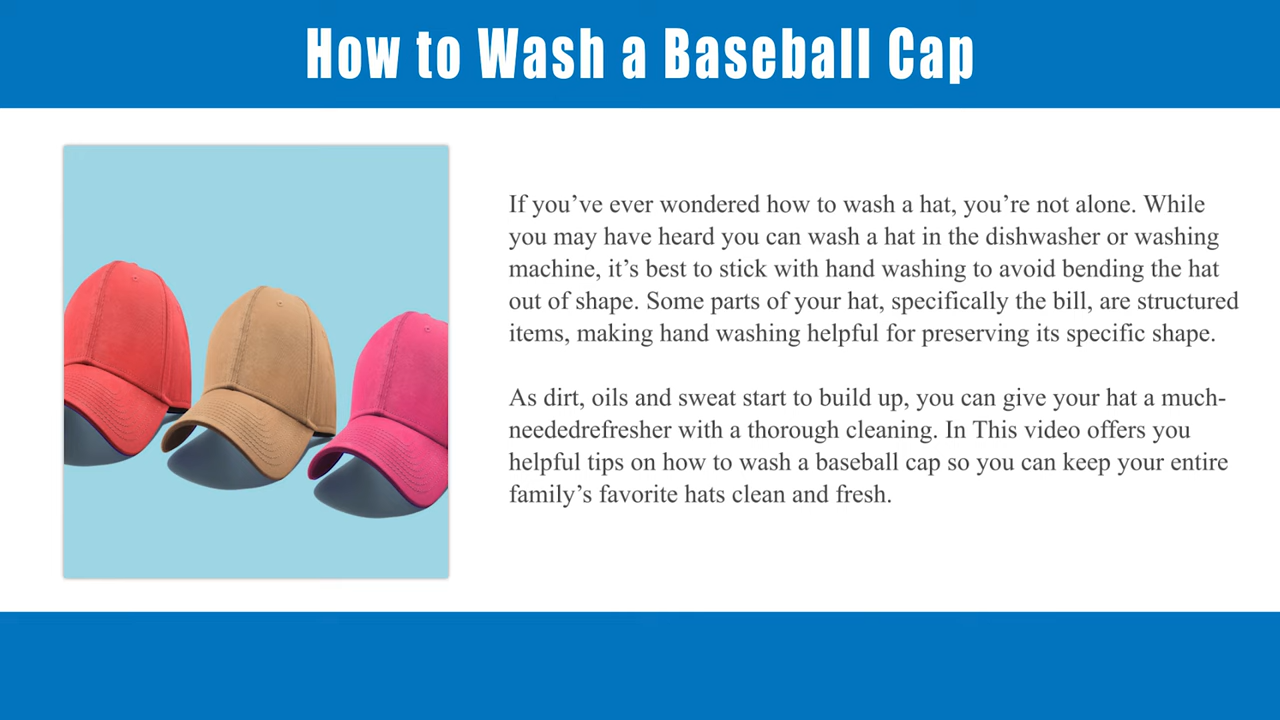 How to Wash a Baseball Cap
If you’ve ever wondered how to wash a hat, you’re not alone. While
you may have heard you can wash a hat in the dishwasher or washing
machine, it’s best to stick with hand washing to avoid bending the hat
out of shape. Some parts of your hat, specifically the bill, are structured
items, making hand washing helpful for preserving its specific shape.
As dirt, oils and sweat start to build up, you can give your hat a much-
neededrefresher with a thorough cleaning. In This video offers you
helpful tips on how to wash a baseball cap so you can keep your entire
family’s favorite hats clean and fresh.